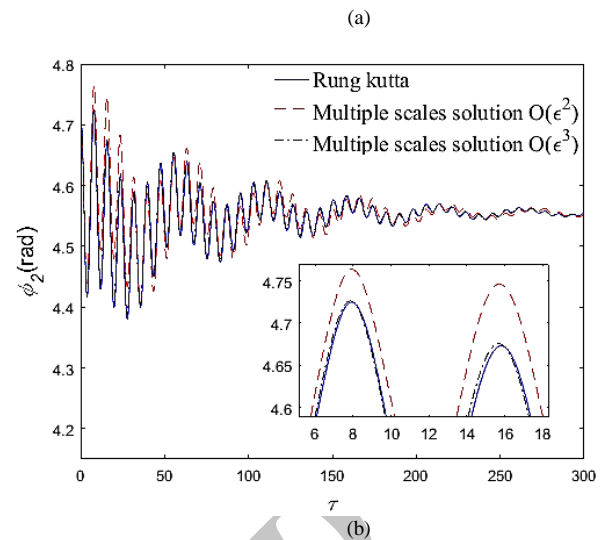 (a)
4.8
4.7
4.6
4.5
4.4
4.3
4.2
ϕ2(rad)
Rung kutta
Multiple scales solution O(ϵ²)
Multiple scales solution O(ϵ³)
4.75
4.7
4.65
4.6
6 8 10 12 14 16 18
0 50 100 150 200 250 300
τ
(b)